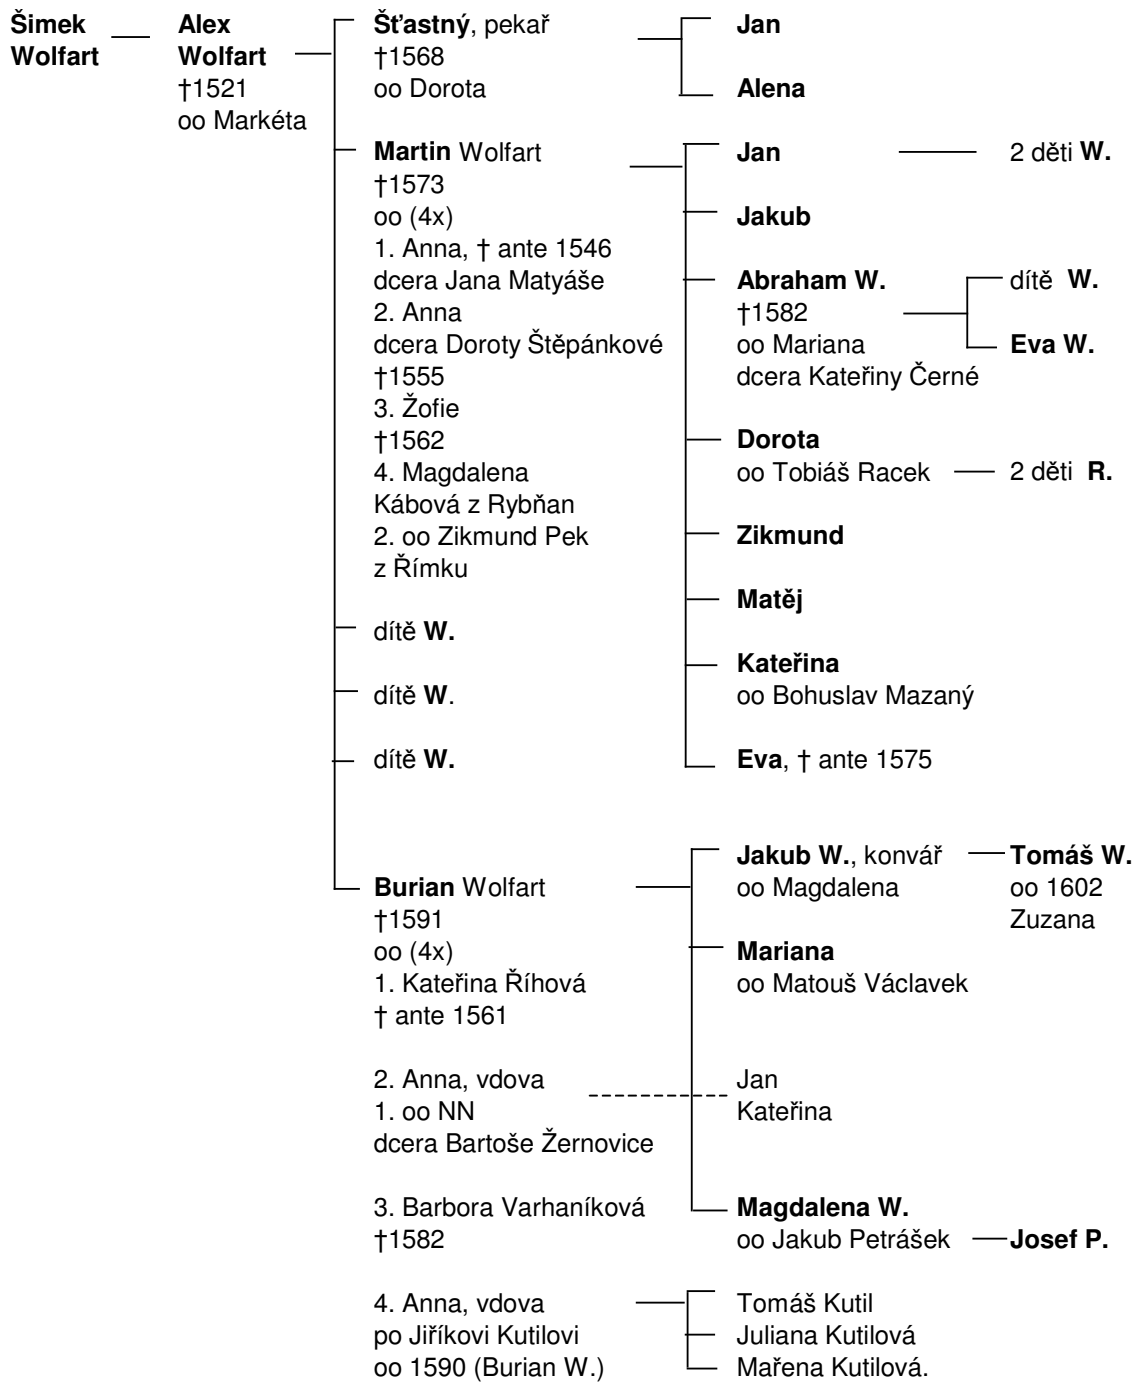 Šimek
Wolfart
Alex
Wolfart
†1521
oo Markéta
Šťastný, pekař
†1568
oo Dorota
Jan
Alena
Martin Wolfart
†1573
oo (4x)
1. Anna, † ante 1546
dcera Jana Matyáše
2. Anna
dcera Doroty Štěpánkové
†1555
3. Žofie
†1562
4. Magdalena
Kábová z Rybňan
2. oo Zikmund Pek
z Římku
Jan
2 děti W.
Jakub
Abraham W.
†1582
oo Mariana
dcera Kateřiny Černé
dítě W.
Eva W.
Dorota
oo Tobiáš Racek
2 děti R.
Zikmund
Matěj
Kateřina
oo Bohuslav Mazaný
Eva, † ante 1575
dítě W.
dítě W.
dítě W.
Burian Wolfart
†1591
oo (4x)
1. Kateřina Říhová
† ante 1561
Jakub W., konvář
oo Magdalena
Tomáš W.
oo 1602
Zuzana
Mariana
oo Matouš Václavek
2. Anna, vdova
1. oo NN
dcera Bartoše Žernovice
Jan
Kateřina
3. Barbora Varhaníková
†1582
Magdalena W.
oo Jakub Petrášek
Josef P.
4. Anna, vdova
po Jiříkovi Kutilovi
oo 1590 (Burian W.)
Tomáš Kutil
Juliana Kutilová
Mařena Kutilová.